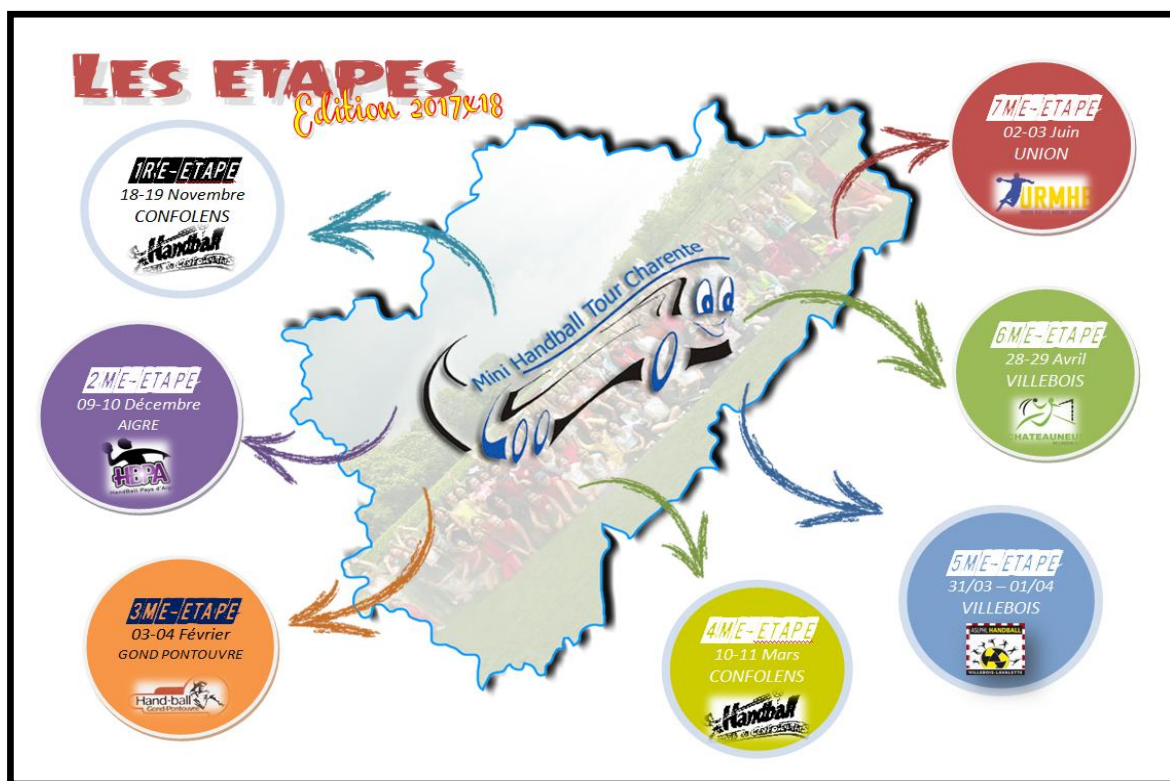 LES ETAPES
Edition 2017*18
1RE-ETAPE
18-19 Novembre
CONFOLENS
Handball
2ME-ETAPE
09-10 Décembre
AIGRE
HBPA
HandBall Pays d'Aigre
3ME-ETAPE
03-04 Février
GOND PONTOUVRE
Hand-ball
Gond-Pontouvre
Mini Handball Tour Charente
4ME-ETAPE
10-11 Mars
CONFOLENS
Handball
5ME-ETAPE
31/03 – 01/04
VILLEBOIS
ASLPHL HANDBALL
VILLEBOIS-LAVALETTE
6ME-ETAPE
28-29 Avril
VILLEBOIS
CHATEAUNEUF
7ME-ETAPE
02-03 Juin
UNION
URMHB